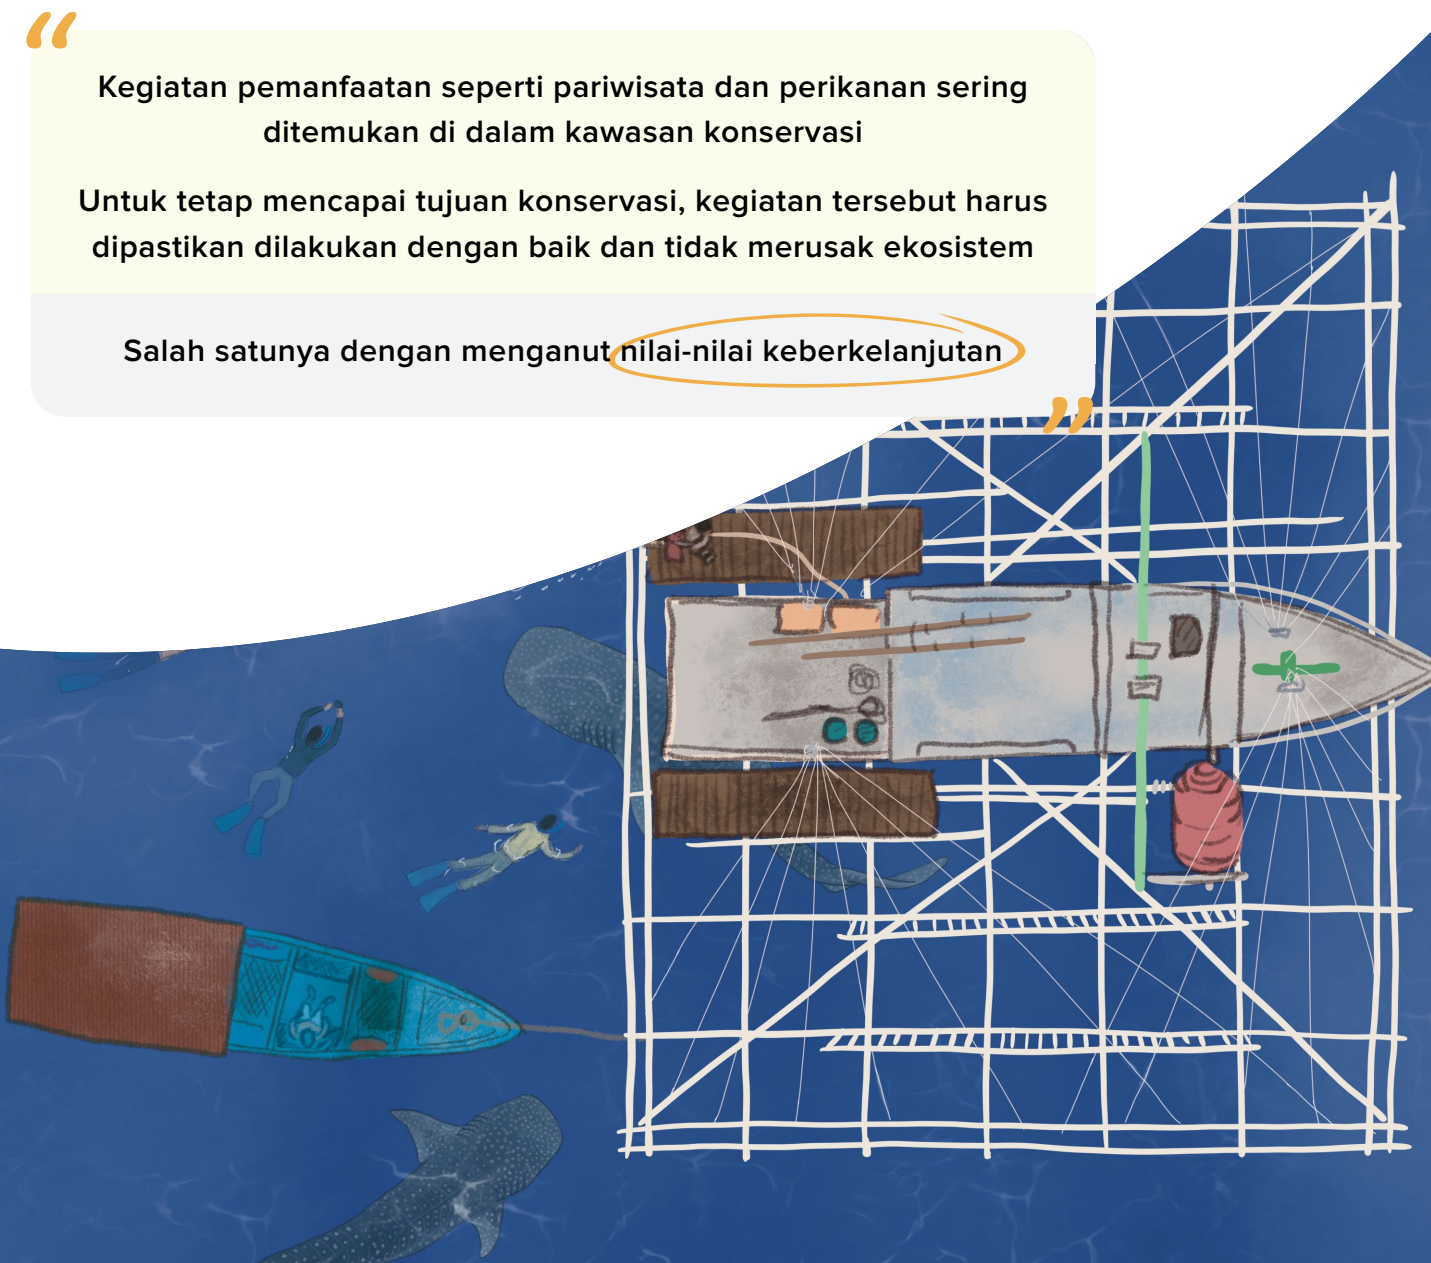 Kegiatan pemanfaatan seperti pariwisata dan perikanan sering
ditemukan di dalam kawasan konservasi
Untuk tetap mencapai tujuan konservasi, kegiatan tersebut harus
dipastikan dilakukan dengan baik dan tidak merusak ekosistem
Salah satunya dengan menganut nilai-nilai keberkelanjutan